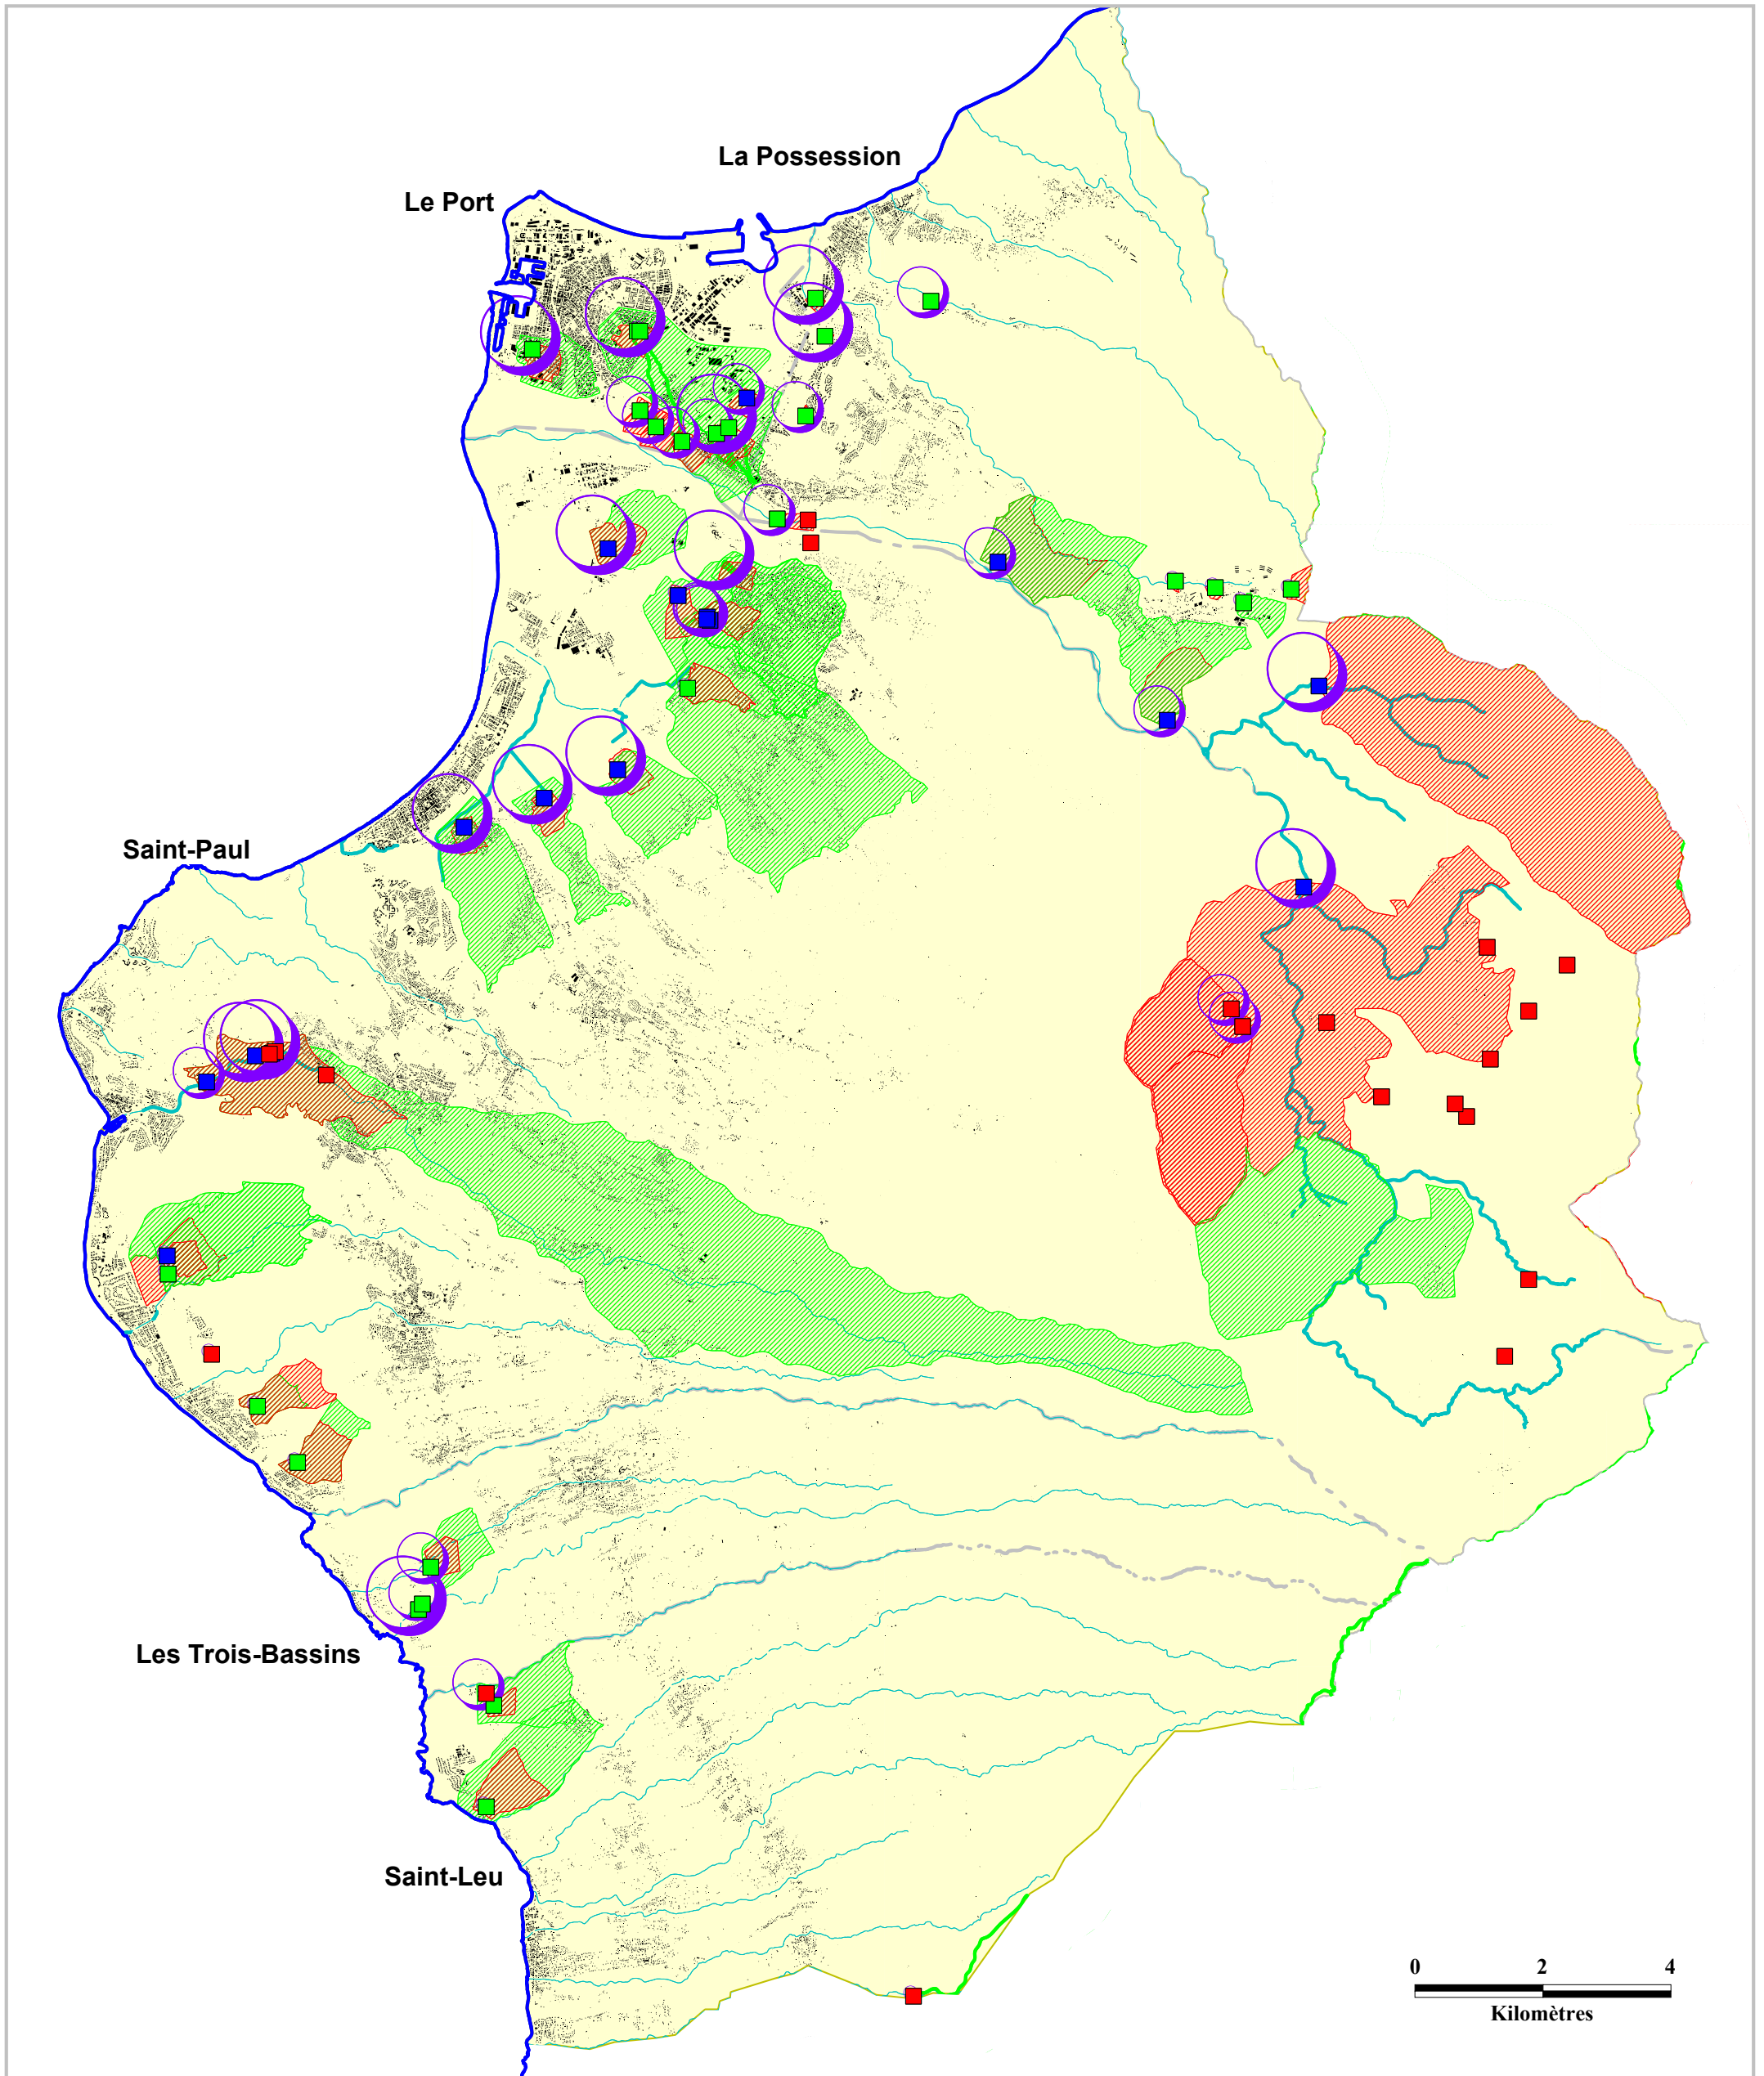 La Possession
Le Port
Saint-Paul
Les Trois-Bassins
Saint-Leu
0 2 4
Kilomètres